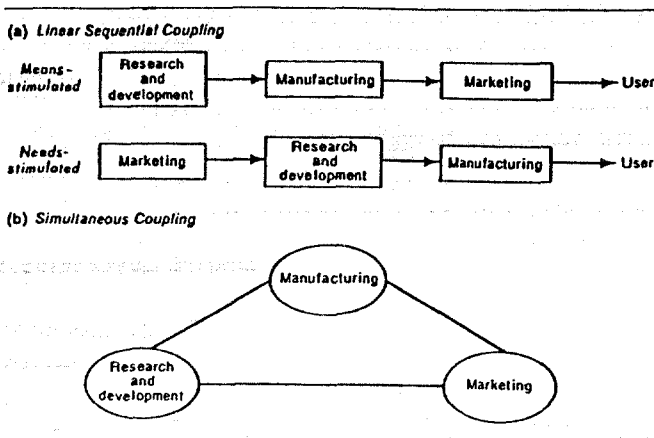 (a) Linear Sequential Coupling
Means-
stimulated
Research
and
development
Manufacturing
Marketing
User
Needs-
stimulated
Marketing
Research
and
development
Manufacturing
User
(b) Simultaneous Coupling
Manufacturing
Research
and
development
Marketing